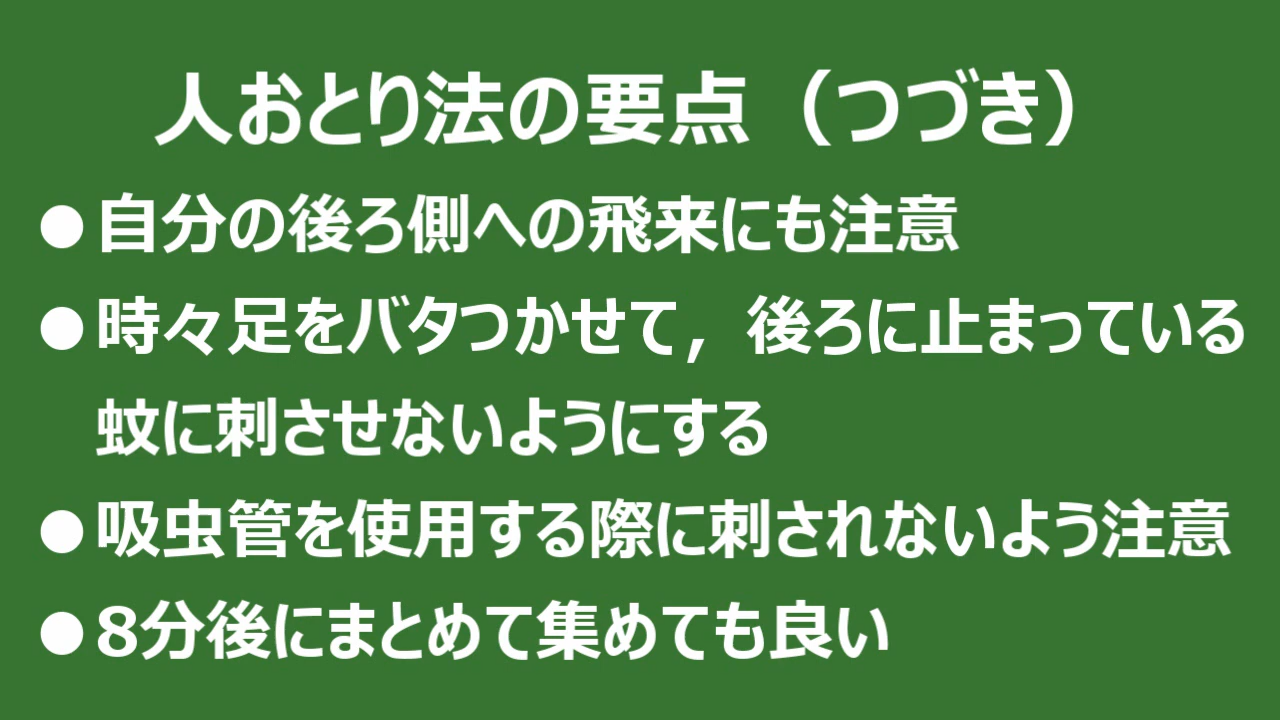 人おとり法の要点（つづき）
●自分の後ろ側への飛来にも注意
●時々足をバタつかせて，後ろに止まっている
蚊に刺させないようにする
●吸虫管を使用する際に刺されないよう注意
●8分後にまとめて集めても良い